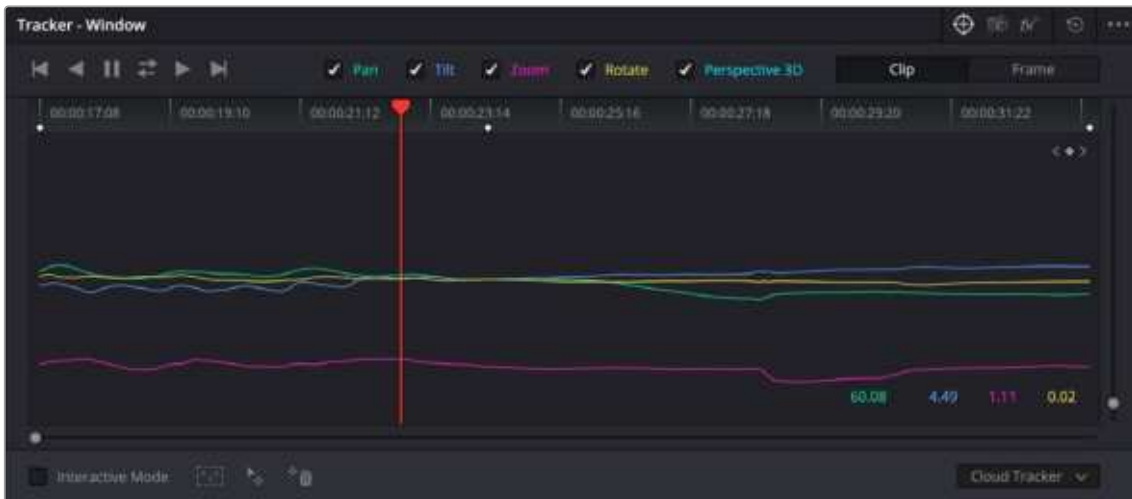 Tracker - Window
Pan Tilt Zoom Rotate Perspective 3D Clip Frame
00:00:17:08 00:00:19:10 00:00:21:12 00:00:23:14 00:00:25:16 00:00:27:18 00:00:29:20 00:00:31:22
60.08 4.49 1.11 0.02
Interactive Mode Cloud Tracker